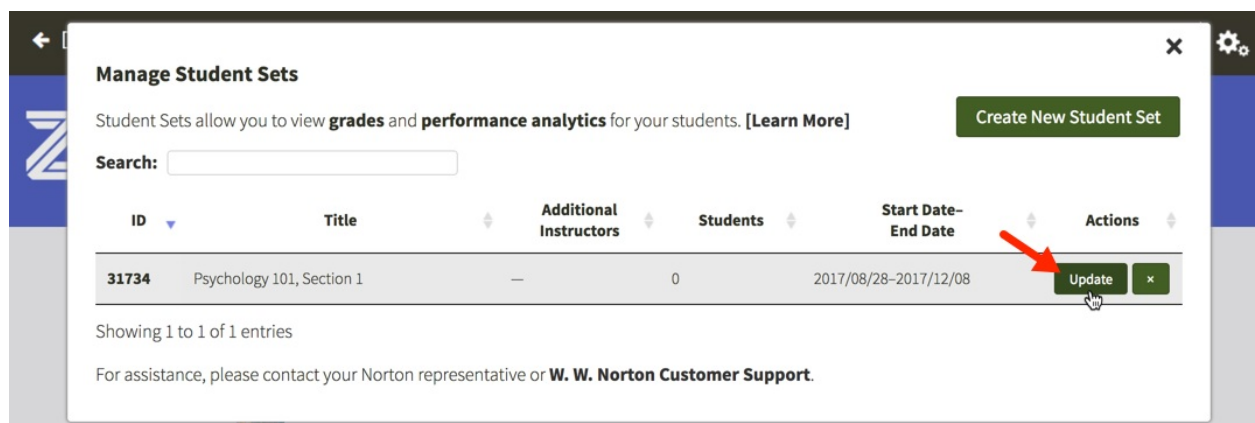 Manage Student Sets
Student Sets allow you to view grades and performance analytics for your students. [Learn More]
Create New Student Set
Search:
ID Title Additional Instructors Students Start Date–End Date Actions
31734 Psychology 101, Section 1 — 0 2017/08/28–2017/12/08 Update ×
Showing 1 to 1 of 1 entries
For assistance, please contact your Norton representative or W. W. Norton Customer Support.